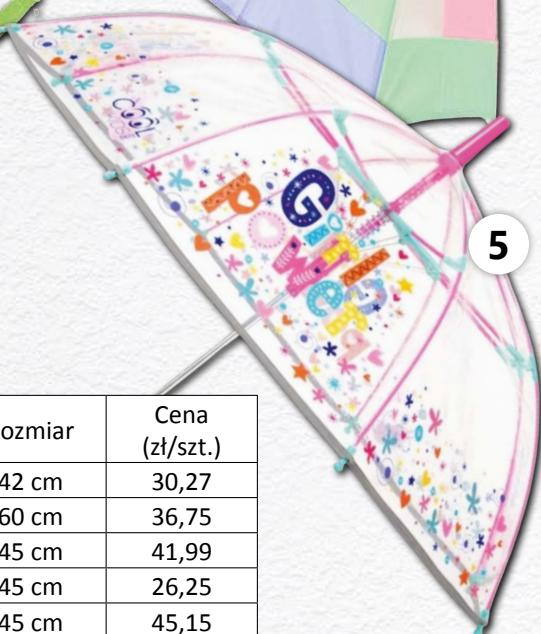 COOL
GiRl
PoWer
5
ozmiar Cena (zł/szt.)
42 cm 30,27
60 cm 36,75
45 cm 41,99
45 cm 26,25
45 cm 45,15